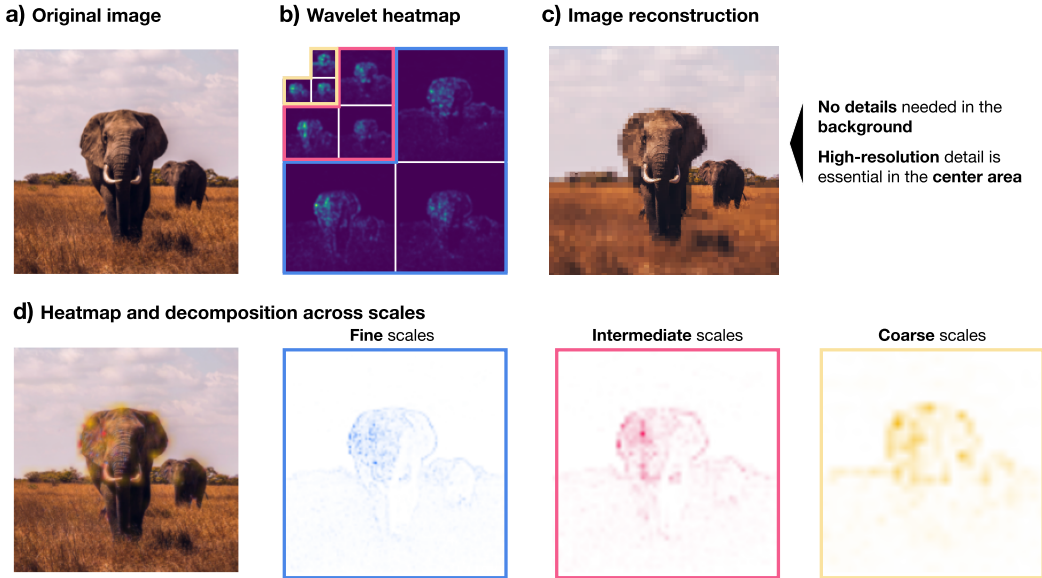 a) Original image
b) Wavelet heatmap
c) Image reconstruction
No details needed in the
background
High-resolution detail is
essential in the center area
d) Heatmap and decomposition across scales
Fine scales
Intermediate scales
Coarse scales